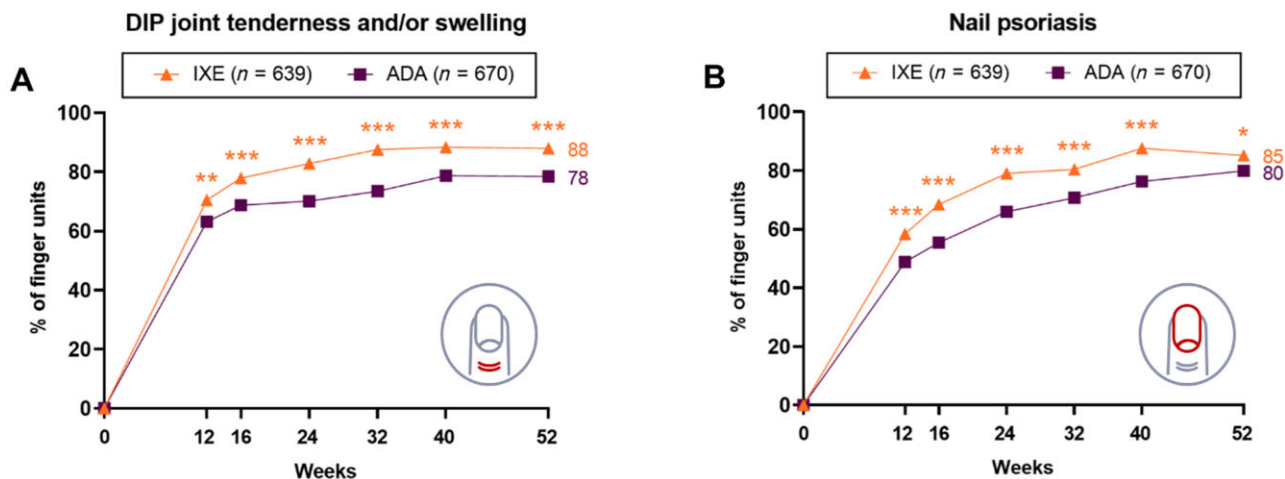 DIP joint tenderness and/or swelling
IXE (n = 639) ADA (n = 670)
A
% of finger units
100
80
60
40
20
0
** *** *** *** *** ***
88
78
0 12 16 24 32 40 52
Weeks
Nail psoriasis
IXE (n = 639) ADA (n = 670)
B
% of finger units
100
80
60
40
20
0
*** *** *** *** *** *
85
80
0 12 16 24 32 40 52
Weeks